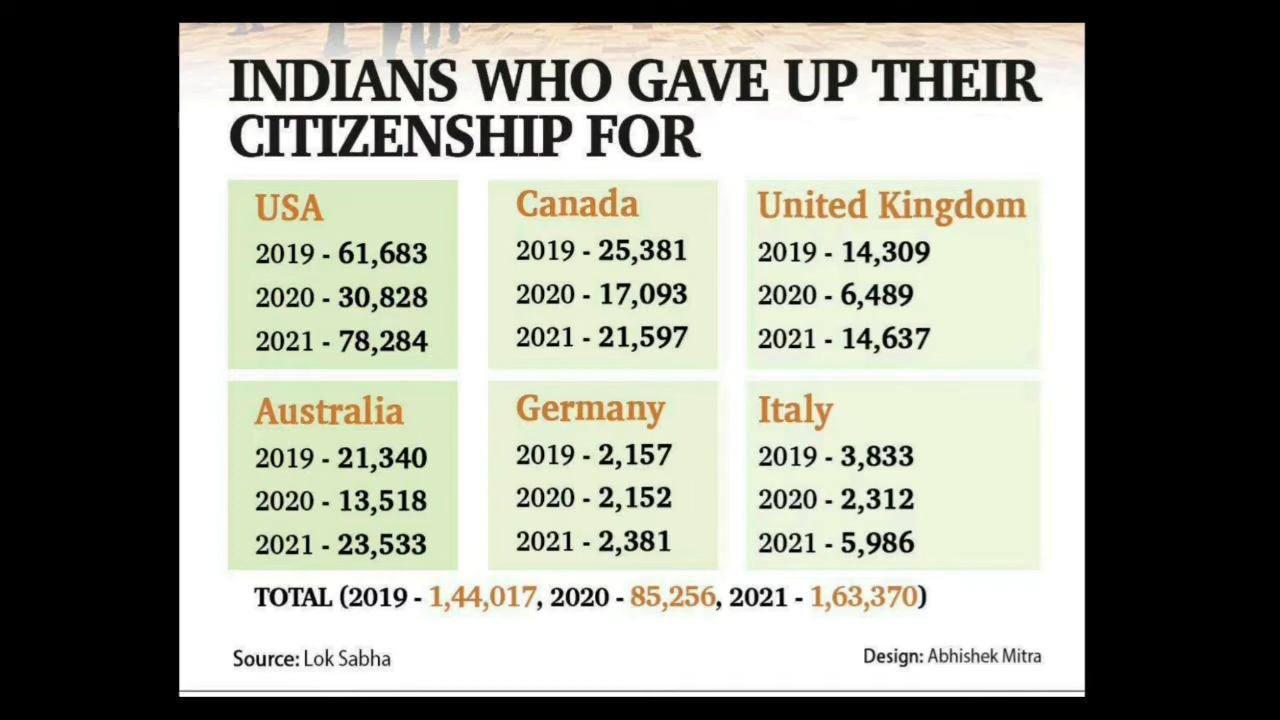 INDIANS WHO GAVE UP THEIR
CITIZENSHIP FOR
USA
2019 - 61,683
2020 - 30,828
2021 - 78,284
Canada
2019 - 25,381
2020 - 17,093
2021 - 21,597
United Kingdom
2019 - 14,309
2020 - 6,489
2021 - 14,637
Australia
2019 - 21,340
2020 - 13,518
2021 - 23,533
Germany
2019 - 2,157
2020 - 2,152
2021 - 2,381
Italy
2019 - 3,833
2020 - 2,312
2021 - 5,986
TOTAL (2019 - 1,44,017, 2020 - 85,256, 2021 - 1,63,370)
Source: Lok Sabha
Design: Abhishek Mitra